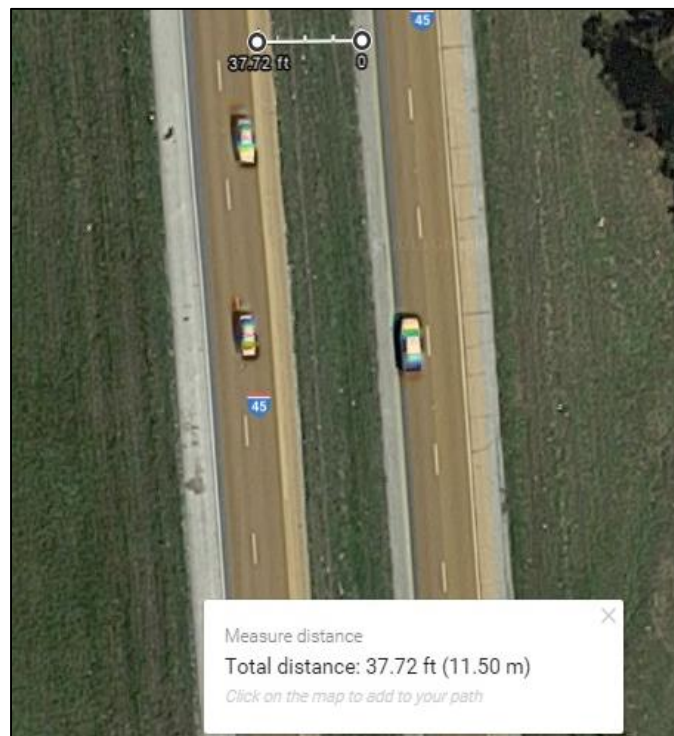 45
37.72 ft
0
45
Measure distance
Total distance: 37.72 ft (11.50 m)
Click on the map to add to your path